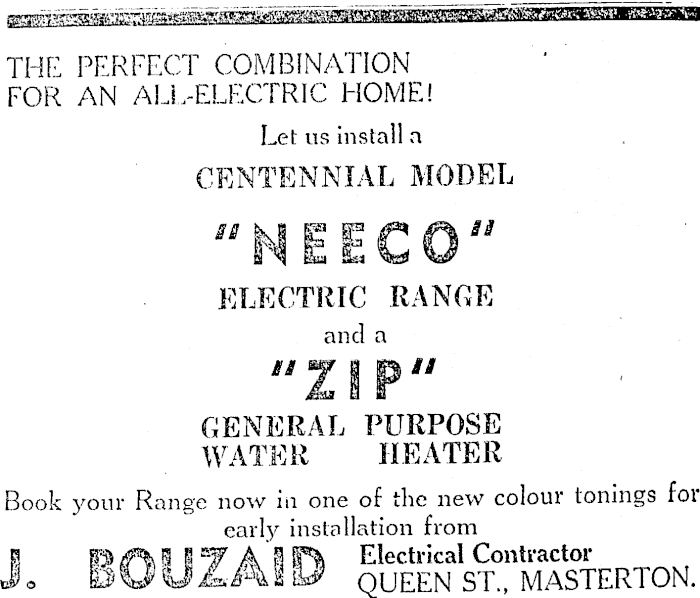 THE PERFECT COMBINATION
FOR AN ALL-ELECTRIC HOME!
Let us install a
CENTENNIAL MODEL
"NEECO"
ELECTRIC RANGE
and a
"ZIP"
GENERAL PURPOSE
WATER HEATER
Book your Range now in one of the new colour tonings for
early installation from
J. BOUZAID Electrical Contractor
QUEEN ST., MASTERTON.